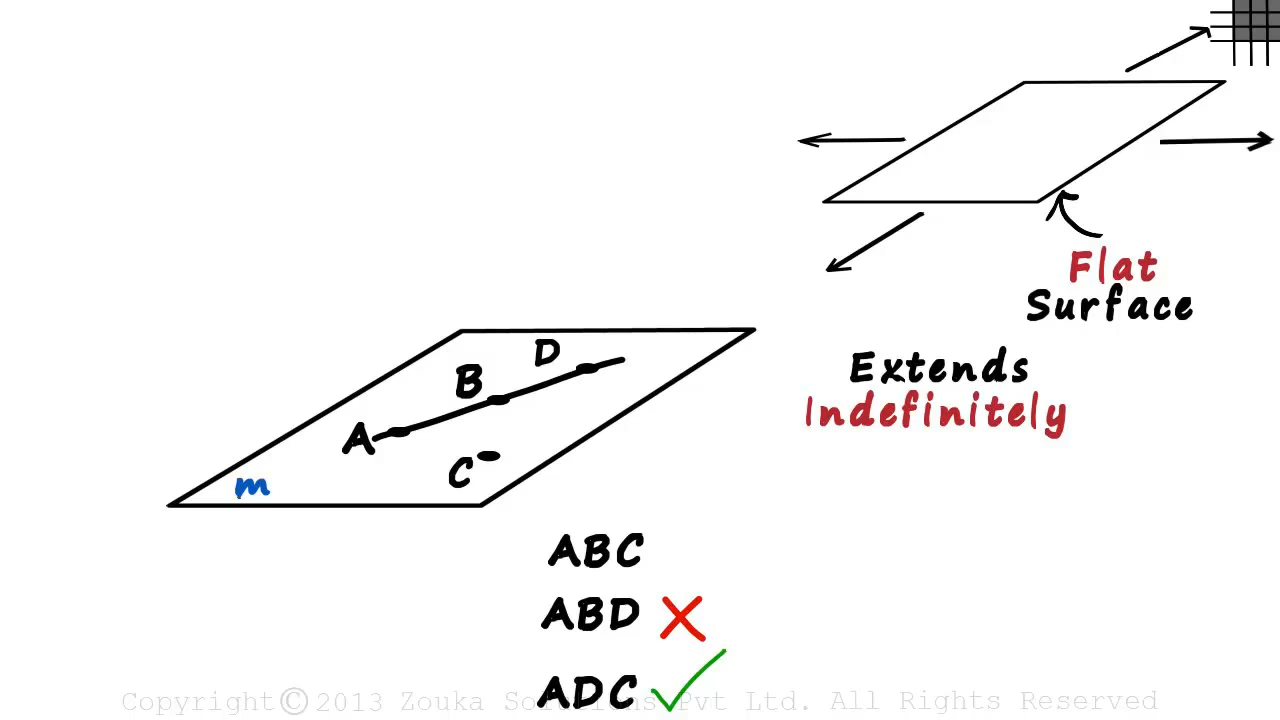 Flat
Surface
Extends
Indefinitely
D
B
A
C
m
ABC
ABD
ADC
Copyright© 2013 Zouka Solutions Pvt Ltd. All Rights Reserved